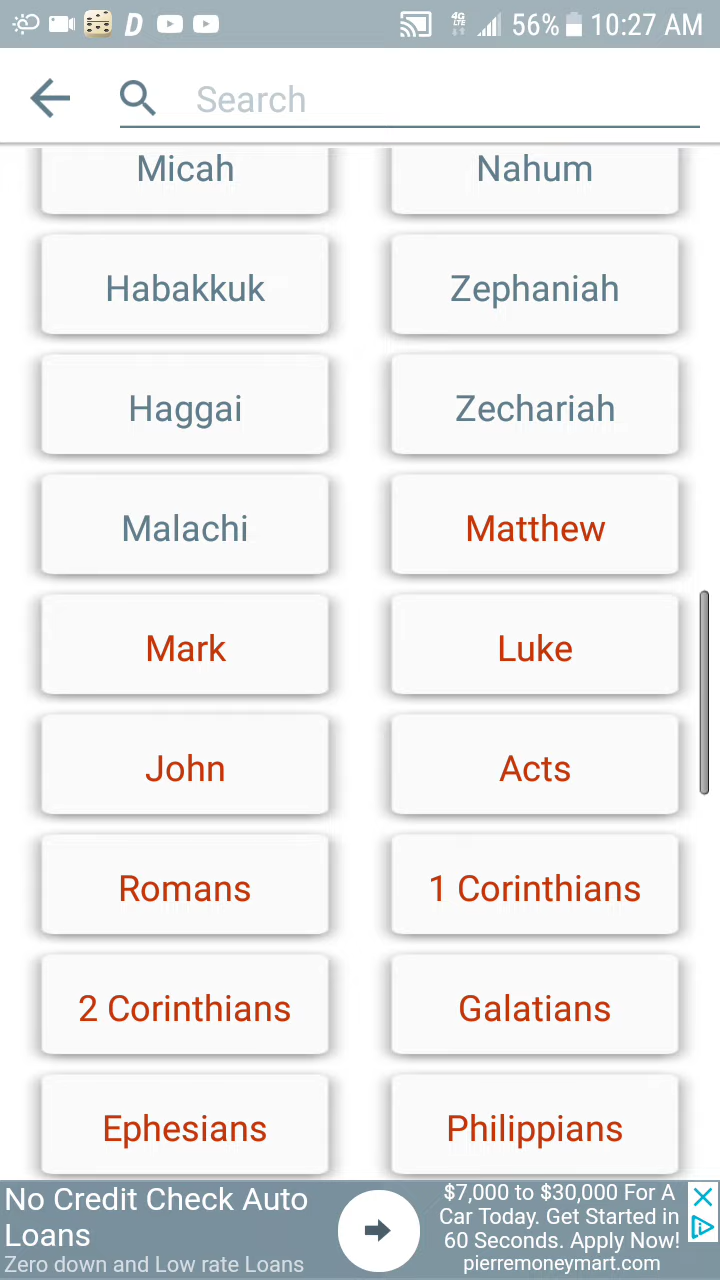 D 4G LTE 56% 10:27 AM
Search
Micah Nahum
Habakkuk Zephaniah
Haggai Zechariah
Malachi Matthew
Mark Luke
John Acts
Romans 1 Corinthians
2 Corinthians Galatians
Ephesians Philippians
No Credit Check Auto
Loans
Zero down and Low rate Loans
$7,000 to $30,000 For A
Car Today. Get Started in
60 Seconds. Apply Now!
pierremoneymart.com